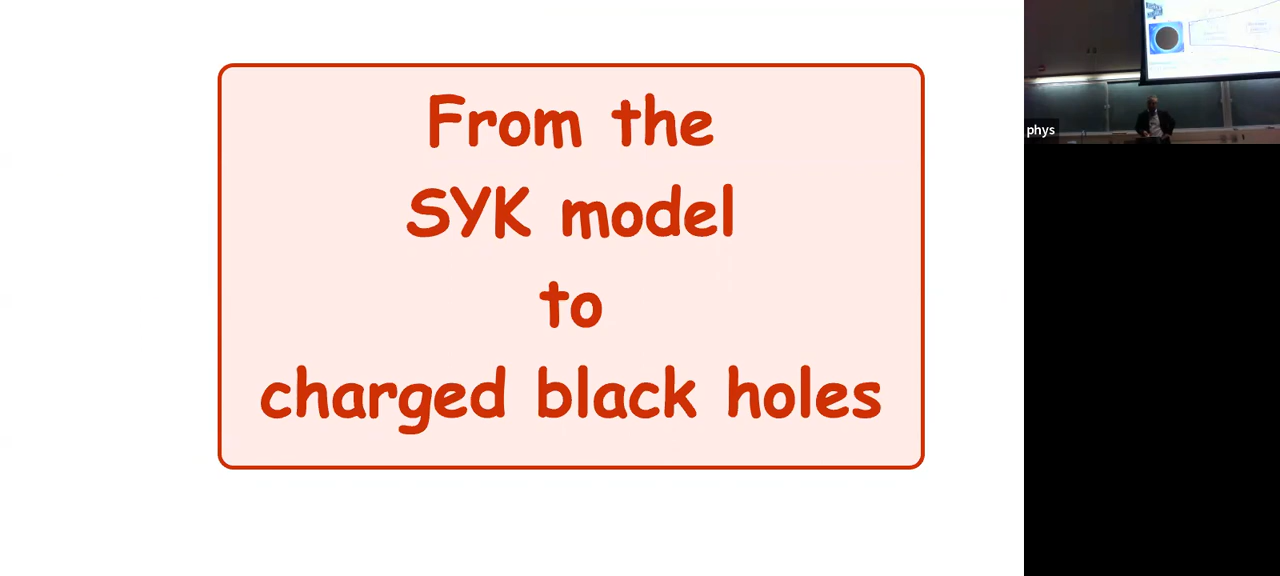 From the
SYK model
to
charged black holes
phys